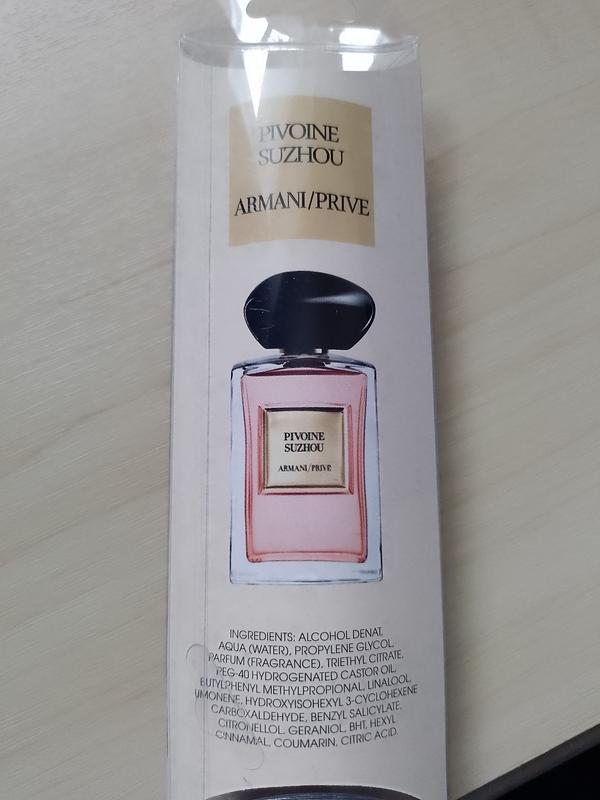 PIVOINE
SUZHOU
ARMANI/PRIVE
PIVOINE
SUZHOU
ARMANI/PRIVE
INGREDIENTS: ALCOHOL DENAT,
AQUA (WATER), PROPYLENE GLYCOL,
PARFUM (FRAGRANCE), TRIETHYL CITRATE,
PEG-40 HYDROGENATED CASTOR OIL,
BUTYLPHENYL METHYLPROPIONAL, LINALOOL,
LIMONENE, HYDROXYISOHEXYL 3-CYCLOHEXENE
CARBOXALDEHYDE, BENZYL SALICYLATE,
CITRONELLOL, GERANIOL, BHT, HEXYL
CINNAMAL, COUMARIN, CITRIC ACID.